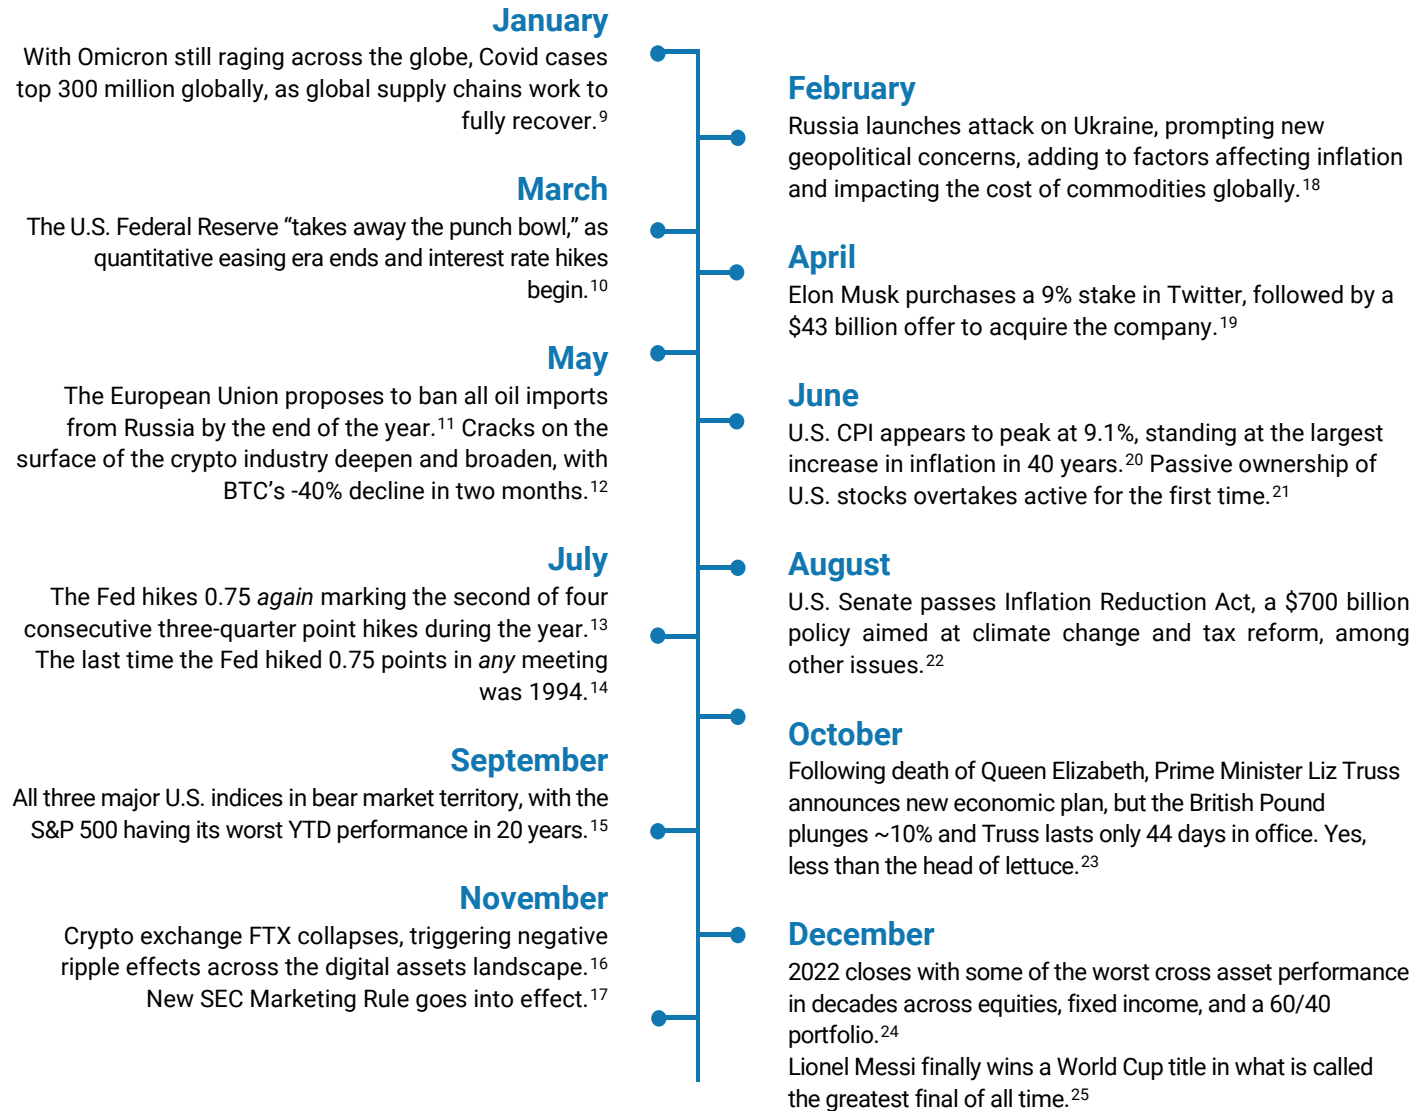 January
With Omicron still raging across the globe, Covid cases
top 300 million globally, as global supply chains work to
fully recover.⁹
February
Russia launches attack on Ukraine, prompting new
geopolitical concerns, adding to factors affecting inflation
and impacting the cost of commodities globally.¹⁸
March
The U.S. Federal Reserve “takes away the punch bowl,” as
quantitative easing era ends and interest rate hikes
begin.¹⁰
April
Elon Musk purchases a 9% stake in Twitter, followed by a
$43 billion offer to acquire the company.¹⁹
May
The European Union proposes to ban all oil imports
from Russia by the end of the year.¹¹ Cracks on the
surface of the crypto industry deepen and broaden, with
BTC’s -40% decline in two months.¹²
June
U.S. CPI appears to peak at 9.1%, standing at the largest
increase in inflation in 40 years.²⁰ Passive ownership of
U.S. stocks overtakes active for the first time.²¹
July
The Fed hikes 0.75 again marking the second of four
consecutive three-quarter point hikes during the year.¹³
The last time the Fed hiked 0.75 points in any meeting
was 1994.¹⁴
August
U.S. Senate passes Inflation Reduction Act, a $700 billion
policy aimed at climate change and tax reform, among
other issues.²²
September
All three major U.S. indices in bear market territory, with the
S&P 500 having its worst YTD performance in 20 years.¹⁵
October
Following death of Queen Elizabeth, Prime Minister Liz Truss
announces new economic plan, but the British Pound
plunges ~10% and Truss lasts only 44 days in office. Yes,
less than the head of lettuce.²³
November
Crypto exchange FTX collapses, triggering negative
ripple effects across the digital assets landscape.¹⁶
New SEC Marketing Rule goes into effect.¹⁷
December
2022 closes with some of the worst cross asset performance
in decades across equities, fixed income, and a 60/40
portfolio.²⁴
Lionel Messi finally wins a World Cup title in what is called
the greatest final of all time.²⁵